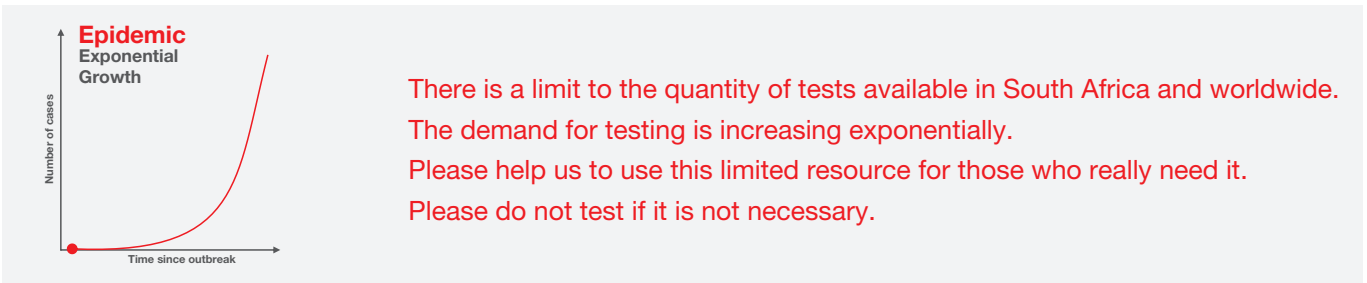 Epidemic
Exponential
Growth
Number of cases
Time since outbreak
There is a limit to the quantity of tests available in South Africa and worldwide.
The demand for testing is increasing exponentially.
Please help us to use this limited resource for those who really need it.
Please do not test if it is not necessary.